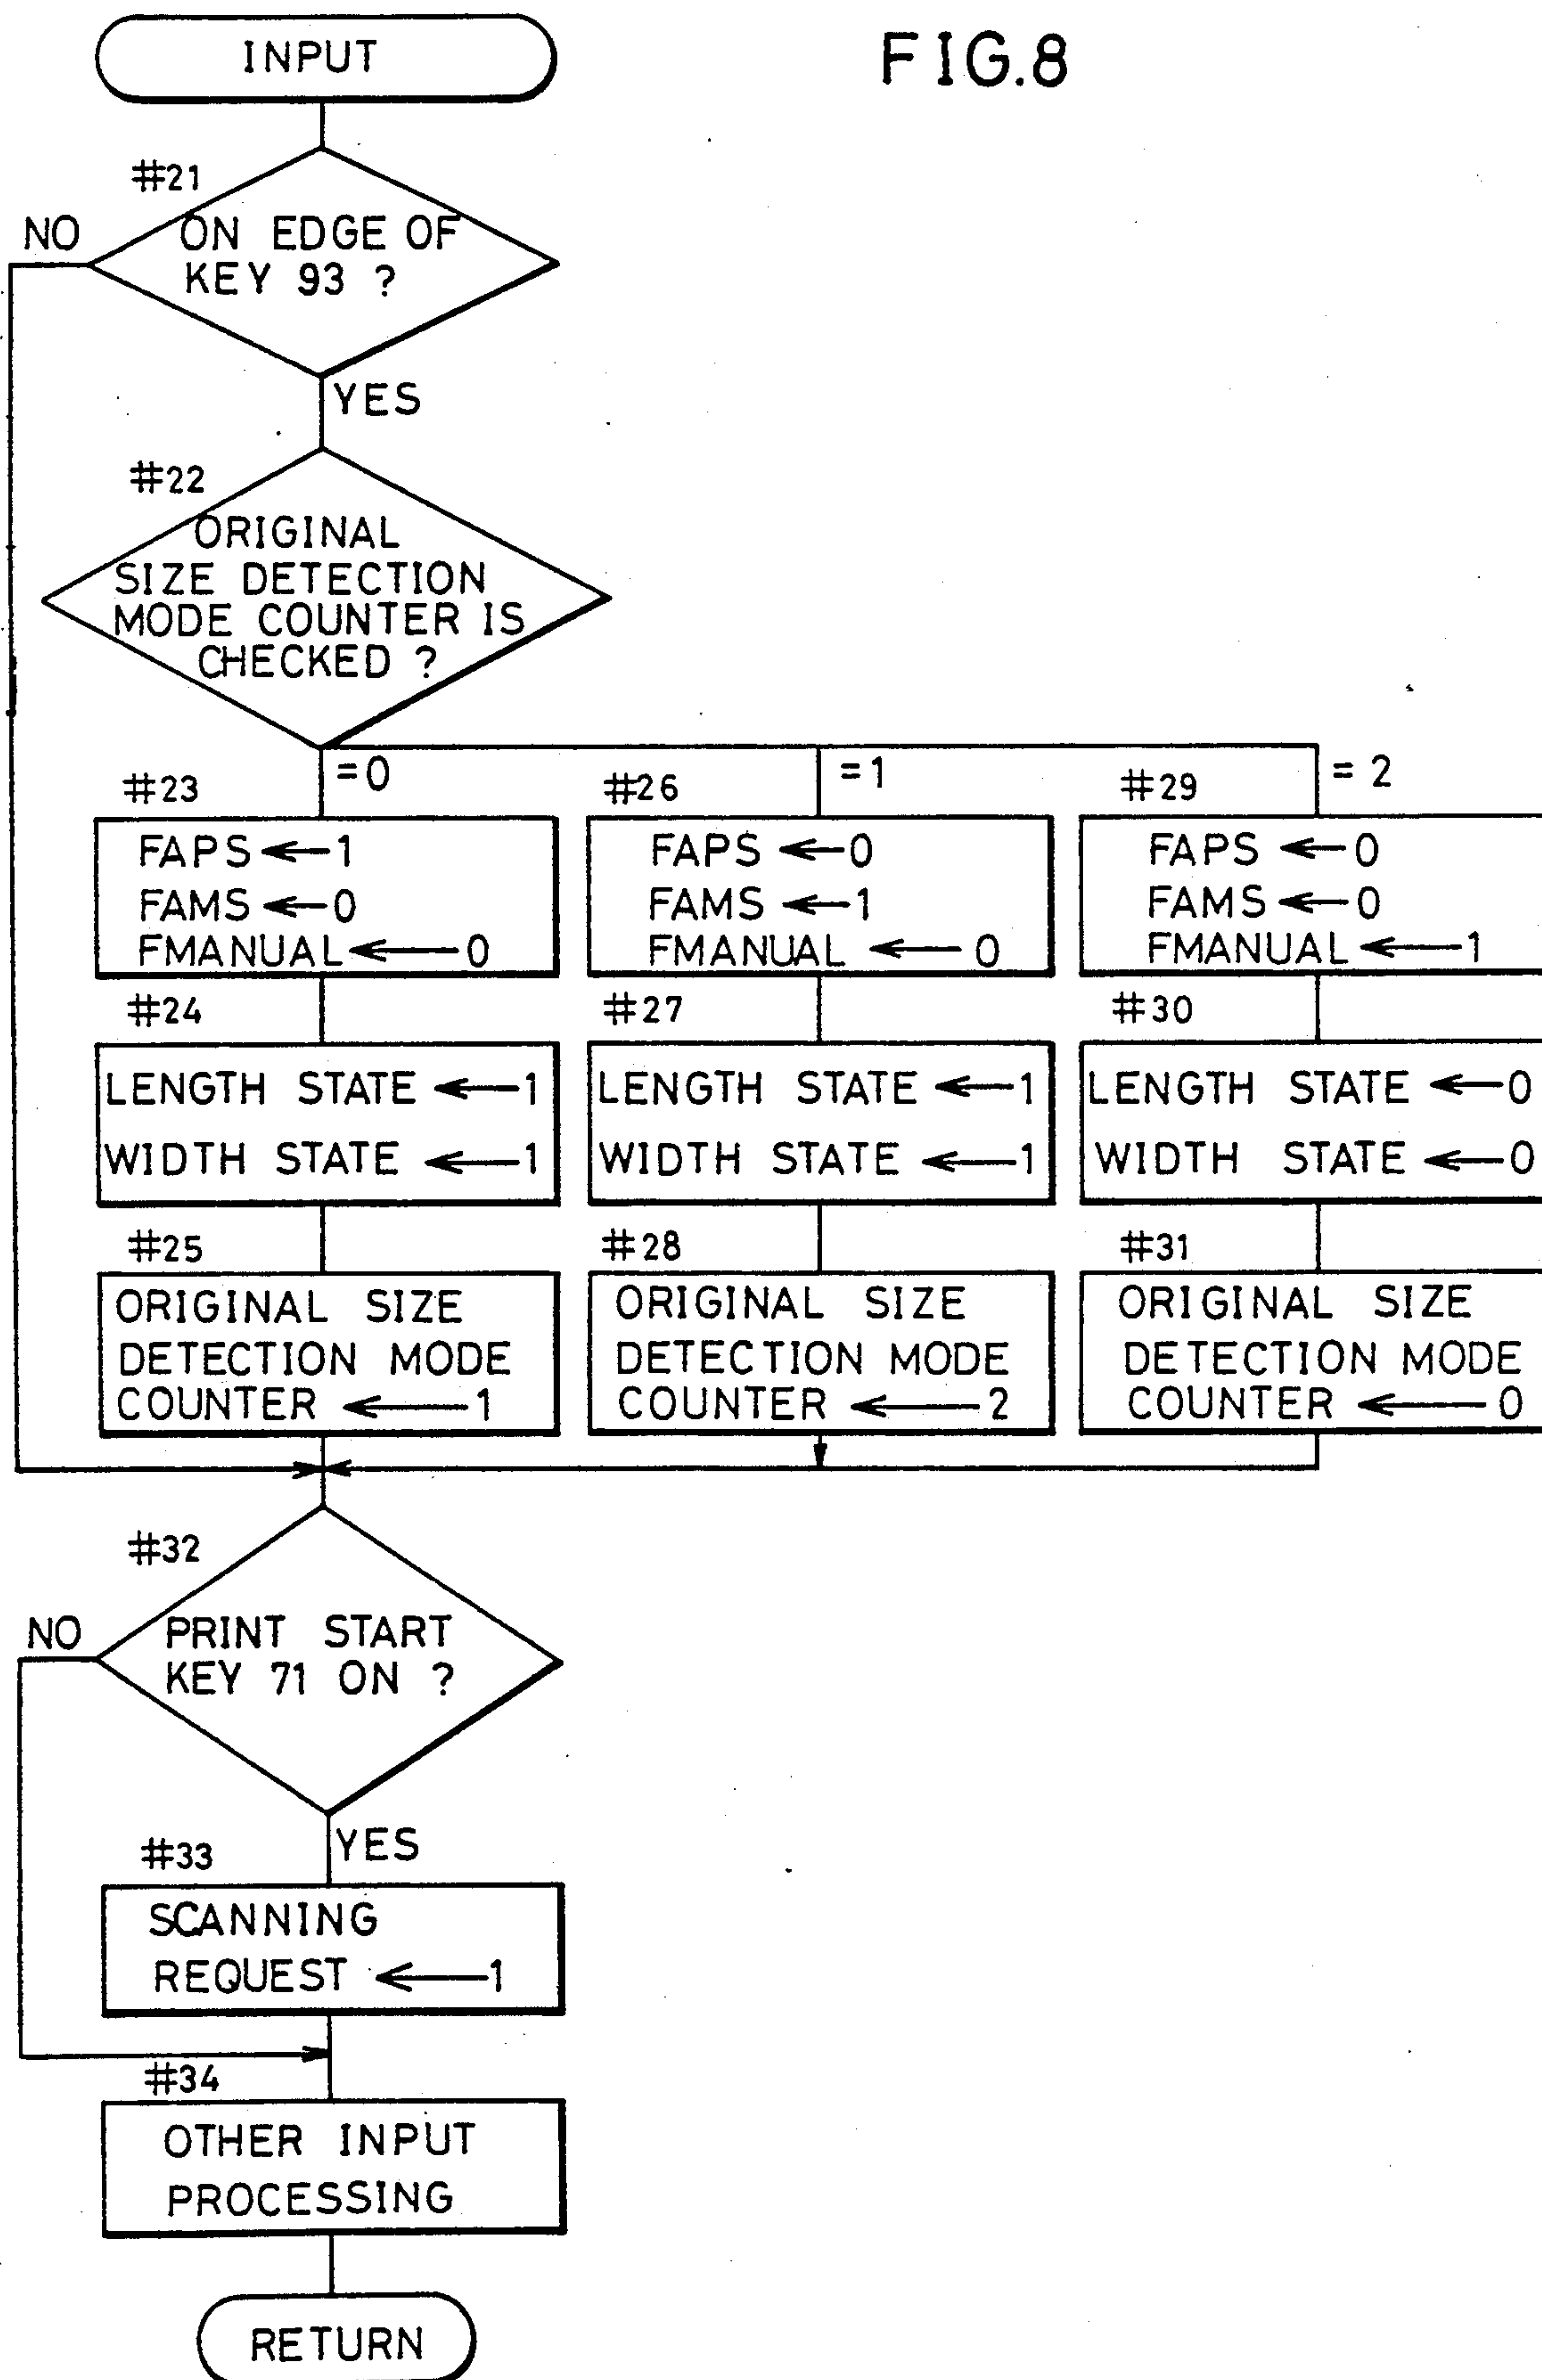 FIG.8
INPUT
#21
NO
ON EDGE OF
KEY 93 ?
YES
#22
ORIGINAL
SIZE DETECTION
MODE COUNTER IS
CHECKED ?
=0
=1
=2
#23
FAPS ←1
FAMS ←0
FMANUAL ←0
#24
LENGTH STATE ←1
WIDTH STATE ←1
#25
ORIGINAL SIZE
DETECTION MODE
COUNTER ←1
#26
FAPS ←0
FAMS ←1
FMANUAL ←0
#27
LENGTH STATE ←1
WIDTH STATE ←1
#28
ORIGINAL SIZE
DETECTION MODE
COUNTER ←2
#29
FAPS ←0
FAMS ←0
FMANUAL ←1
#30
LENGTH STATE ←0
WIDTH STATE ←0
#31
ORIGINAL SIZE
DETECTION MODE
COUNTER ←0
#32
NO
PRINT START
KEY 71 ON ?
YES
#33
SCANNING
REQUEST ←1
#34
OTHER INPUT
PROCESSING
RETURN